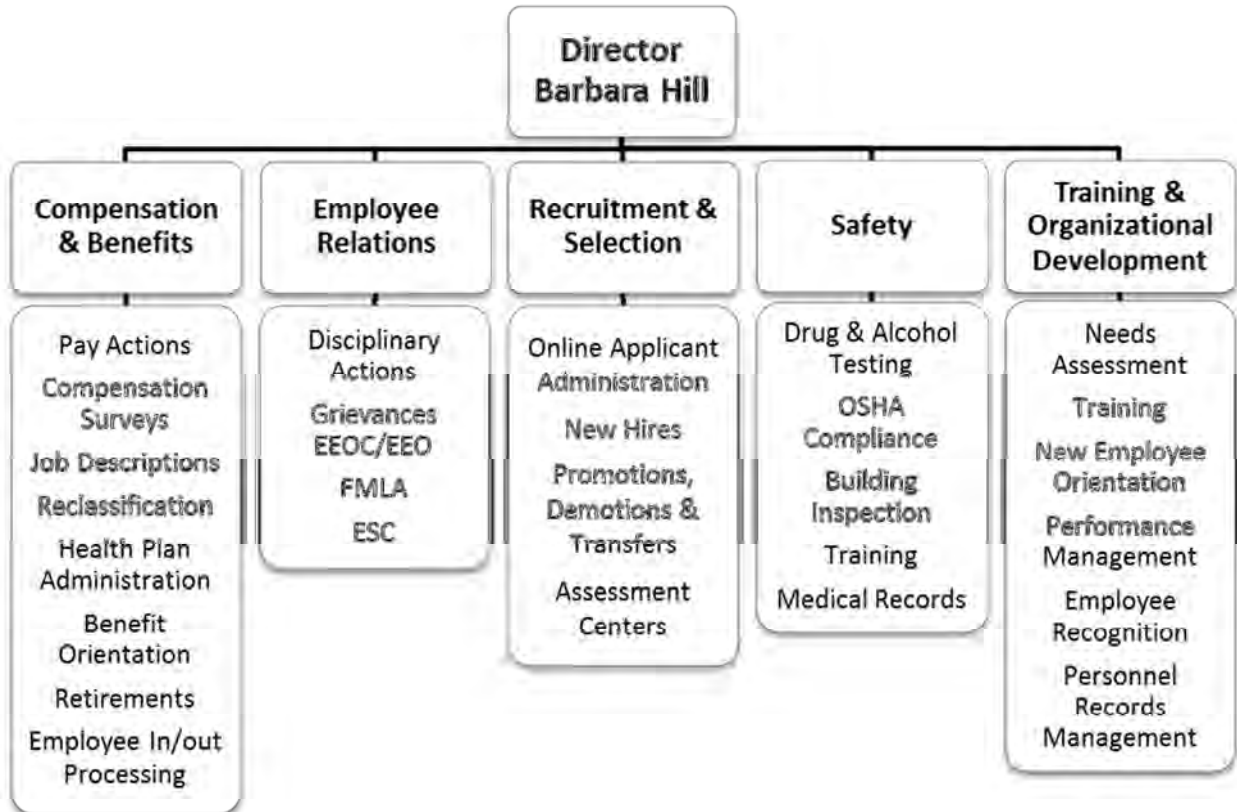 Director
Barbara Hill
Compensation
& Benefits
Employee
Relations
Recruitment &
Selection
Safety
Training &
Organizational
Development
Pay Actions
Compensation
Surveys
Job Descriptions
Reclassification
Health Plan
Administration
Benefit
Orientation
Retirements
Employee In/out
Processing
Disciplinary
Actions
Grievances
EEOC/EEO
FMLA
ESC
Online Applicant
Administration
New Hires
Promotions,
Demotions &
Transfers
Assessment
Centers
Drug & Alcohol
Testing
OSHA
Compliance
Building
Inspection
Training
Medical Records
Needs
Assessment
Training
New Employee
Orientation
Performance
Management
Employee
Recognition
Personnel
Records
Management